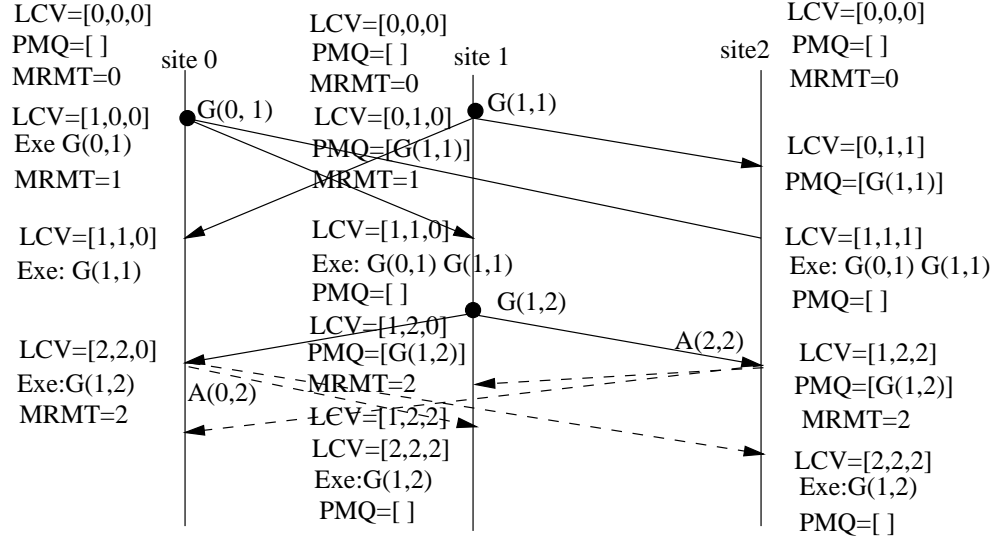 LCV=[0,0,0]
PMQ=[ ]
MRMT=0
site 0
LCV=[1,0,0]
Exe G(0,1)
MRMT=1
G(0, 1)
LCV=[1,1,0]
Exe: G(1,1)
LCV=[2,2,0]
Exe:G(1,2)
MRMT=2
A(0,2)
LCV=[0,0,0]
PMQ=[ ]
MRMT=0
site 1
LCV=[0,1,0]
PMQ=[G(1,1)]
MRMT=1
G(1,1)
LCV=[1,1,0]
Exe: G(0,1) G(1,1)
PMQ=[ ]
G(1,2)
LCV=[1,2,0]
PMQ=[G(1,2)]
MRMT=2
LCV=[1,2,2]
LCV=[2,2,2]
Exe:G(1,2)
PMQ=[ ]
LCV=[0,0,0]
PMQ=[ ]
MRMT=0
site2
LCV=[0,1,1]
PMQ=[G(1,1)]
LCV=[1,1,1]
Exe: G(0,1) G(1,1)
PMQ=[ ]
A(2,2)
LCV=[1,2,2]
PMQ=[G(1,2)]
MRMT=2
LCV=[2,2,2]
Exe:G(1,2)
PMQ=[ ]